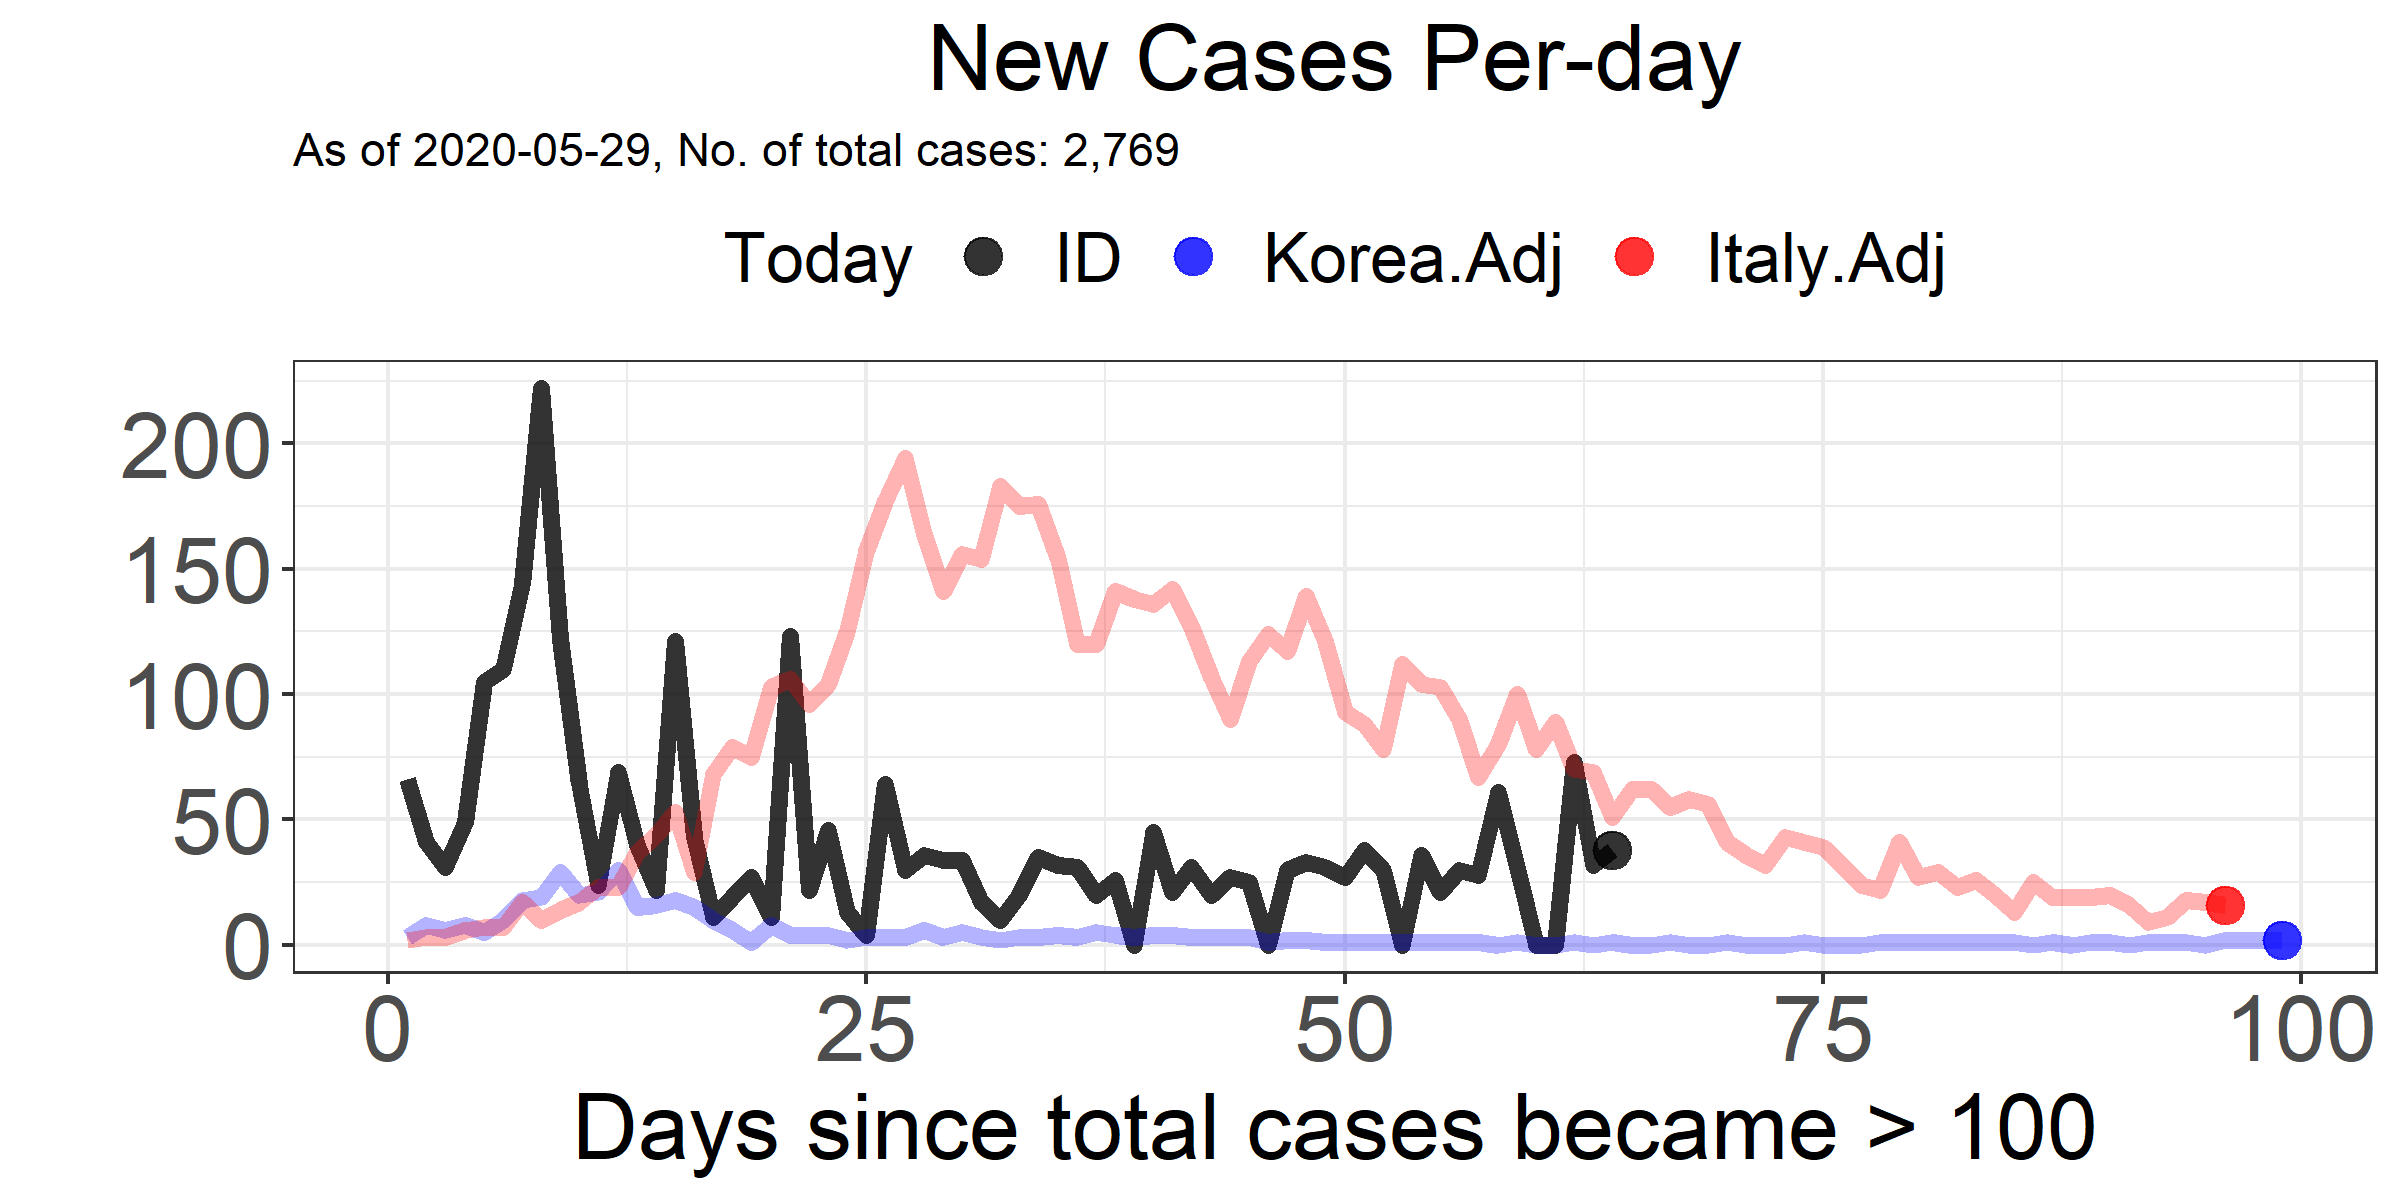 New Cases Per-day
As of 2020-05-29, No. of total cases: 2,769
Today ID Korea.Adj Italy.Adj
200
150
100
50
0
0 25 50 75 100
Days since total cases became > 100